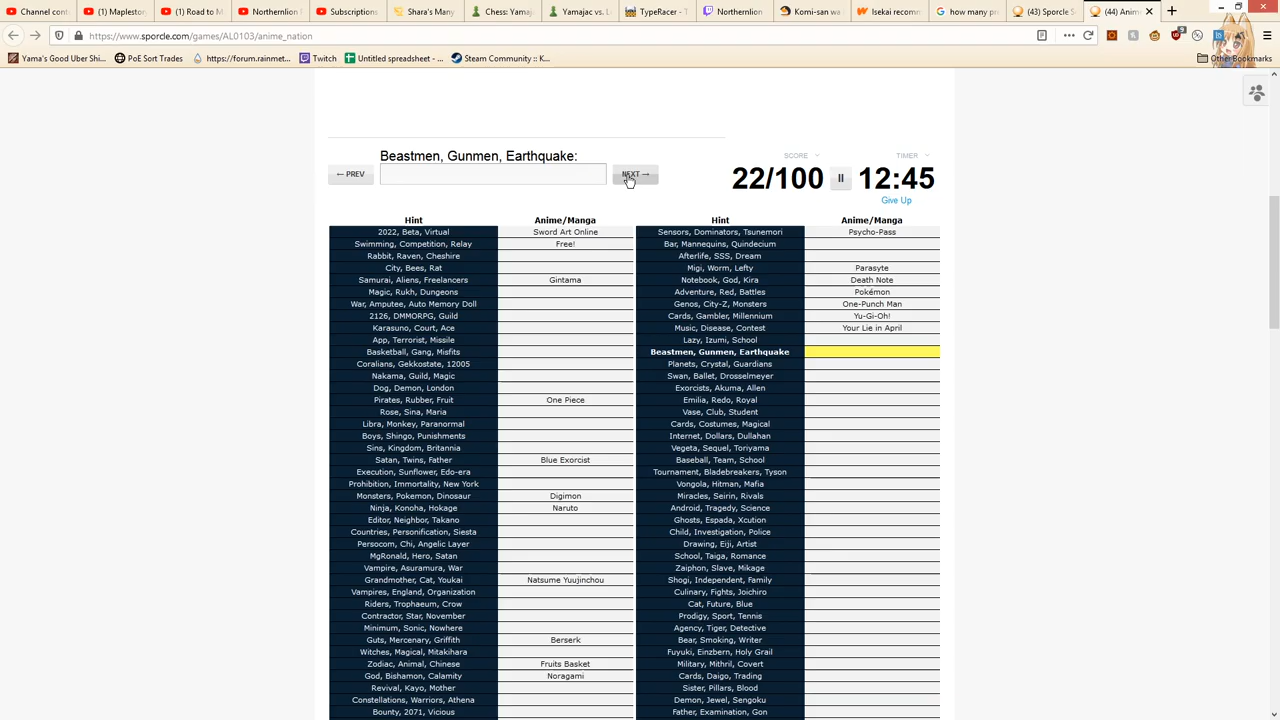 Channel cont
Maplestor
(1) Road to M
Northernlion F
Subscriptions
Shara's Many
Chess: Yamaja
Yamajac vs. L
TypeRacer - T
Northernlion
Komi-san wa
Isekai recomm
how many pre
(43) Sporcle S
(44) Anime
https://www.sporcle.com/games/AL0103/anime_nation
Yama's Good Uber Shi...
PoE Sort Trades
https://forum.rainmet...
Twitch
Untitled spreadsheet - ...
Steam Community :: K...
Other Bookmarks
Beastmen, Gunmen, Earthquake:
← PREV
NEXT →
SCORE
22/100
TIMER
12:45
Give Up
Hint Anime/Manga Hint Anime/Manga
2022, Beta, Virtual Sword Art Online Sensors, Dominators, Tsunemori Psycho-Pass
Swimming, Competition, Relay Free! Bar, Mannequins, Quindecium
Rabbit, Raven, Cheshire Afterlife, SSS, Dream
City, Bees, Rat Migi, Worm, Lefty Parasyte
Samurai, Aliens, Freelancers Gintama Notebook, God, Kira Death Note
Magic, Rukh, Dungeons Adventure, Red, Battles Pokémon
War, Amputee, Auto Memory Doll Genos, City-Z, Monsters One-Punch Man
2126, DMMORPG, Guild Cards, Gambler, Millennium Yu-Gi-Oh!
Karasuno, Court, Ace Music, Disease, Contest Your Lie in April
App, Terrorist, Missile Lazy, Izumi, School
Basketball, Gang, Misfits Beastmen, Gunmen, Earthquake
Coralians, Gekkostate, 12005 Planets, Crystal, Guardians
Nakama, Guild, Magic Swan, Ballet, Drosselmeyer
Dog, Demon, London Exorcists, Akuma, Allen
Pirates, Rubber, Fruit One Piece Emilia, Redo, Royal
Rose, Sina, Maria Vase, Club, Student
Libra, Monkey, Paranormal Cards, Costumes, Magical
Boys, Shingo, Punishments Internet, Dollars, Dullahan
Sins, Kingdom, Britannia Vegeta, Sequel, Toriyama
Satan, Twins, Father Blue Exorcist Baseball, Team, School
Execution, Sunflower, Edo-era Tournament, Bladebreakers, Tyson
Prohibition, Immortality, New York Vongola, Hitman, Mafia
Monsters, Pokemon, Dinosaur Digimon Miracles, Seirin, Rivals
Ninja, Konoha, Hokage Naruto Android, Tragedy, Science
Editor, Neighbor, Takano Ghosts, Espada, Xcution
Countries, Personification, Siesta Child, Investigation, Police
Persocom, Chi, Angelic Layer Drawing, Eiji, Artist
MgRonald, Hero, Satan School, Taiga, Romance
Vampire, Asuramura, War Zaiphon, Slave, Mikage
Grandmother, Cat, Youkai Natsume Yuujinchou Shogi, Independent, Family
Vampires, England, Organization Culinary, Fights, Joichiro
Riders, Trophaeum, Crow Cat, Future, Blue
Contractor, Star, November Prodigy, Sport, Tennis
Minimum, Sonic, Nowhere Agency, Tiger, Detective
Guts, Mercenary, Griffith Berserk Bear, Smoking, Writer
Witches, Magical, Mitakihara Fuyuki, Einzbern, Holy Grail
Zodiac, Animal, Chinese Fruits Basket Military, Mithril, Covert
God, Bishamon, Calamity Noragami Cards, Daigo, Trading
Revival, Kayo, Mother Sister, Pillars, Blood
Constellations, Warriors, Athena Demon, Jewel, Sengoku
Bounty, 2071, Vicious Father, Examination, Gon